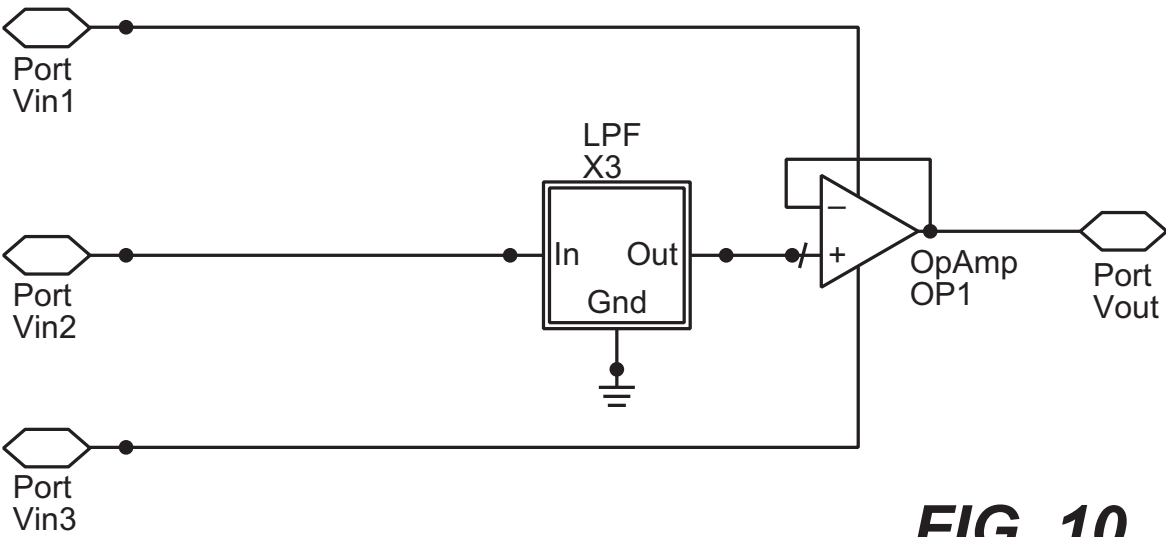 Port
Vin1
LPF
X3
In Out
Gnd
−
+
OpAmp
OP1
Port
Vout
Port
Vin2
Port
Vin3
FIG. 10